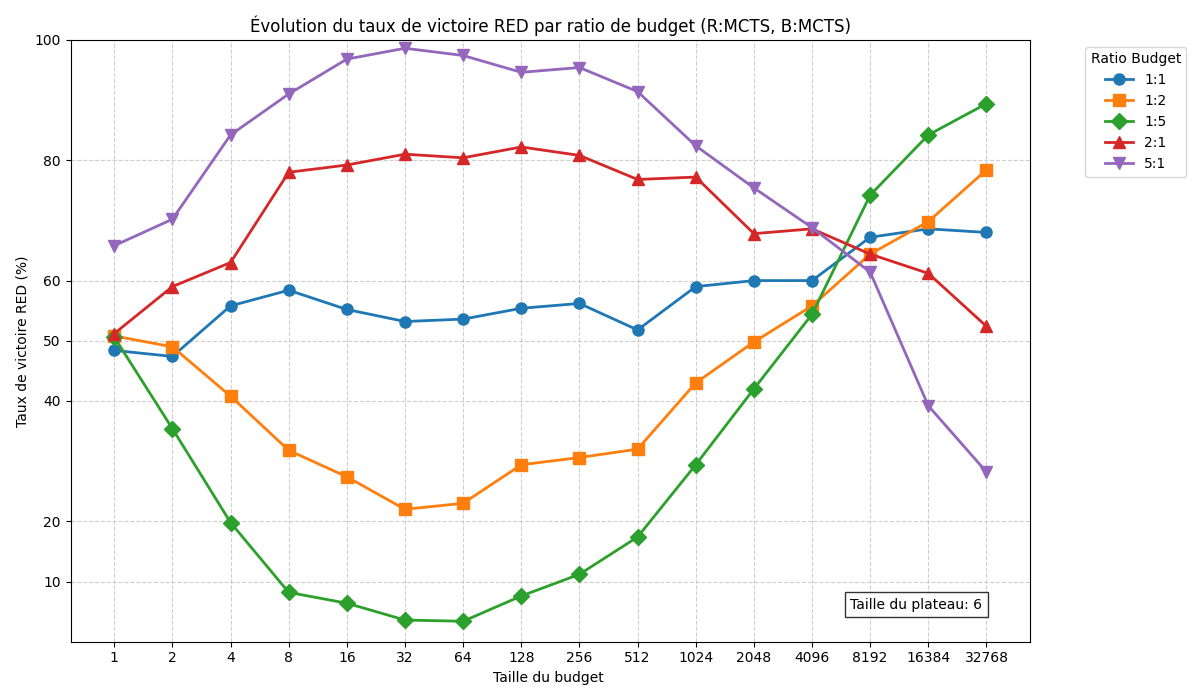 Évolution du taux de victoire RED par ratio de budget (R:MCTS, B:MCTS)
Taux de victoire RED (%)
100
80
60
50
40
20
10
1 2 4 8 16 32 64 128 256 512 1024 2048 4096 8192 16384 32768
Taille du budget
Taille du plateau: 6
Ratio Budget
1:1
1:2
1:5
2:1
5:1